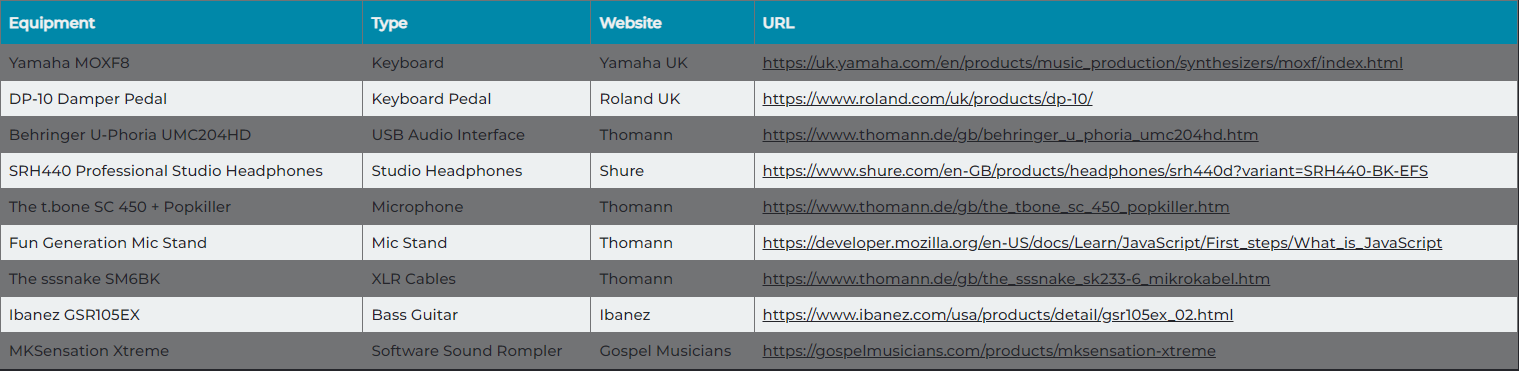 Equipment Type Website URL
Yamaha MOXF8 Keyboard Yamaha UK https://uk.yamaha.com/en/products/music_production/synthesizers/moxf/index.html
DP-10 Damper Pedal Keyboard Pedal Roland UK https://www.roland.com/uk/products/dp-10/
Behringer U-Phoria UMC204HD USB Audio Interface Thomann https://www.thomann.de/gb/behringer_u_phoria_umc204hd.htm
SRH440 Professional Studio Headphones Studio Headphones Shure https://www.shure.com/en-GB/products/headphones/srh440d?variant=SRH440-BK-EFS
The t.bone SC 450 + Popkiller Microphone Thomann https://www.thomann.de/gb/the_tbone_sc_450_popkiller.htm
Fun Generation Mic Stand Mic Stand Thomann https://developer.mozilla.org/en-US/docs/Learn/JavaScript/First_steps/What_is_JavaScript
The sssnake SM6BK XLR Cables Thomann https://www.thomann.de/gb/the_sssnake_sk233-6_mikrokabel.htm
Ibanez GSR105EX Bass Guitar Ibanez https://www.ibanez.com/usa/products/detail/gsr105ex_02.html
MKSensation Xtreme Software Sound Rompler Gospel Musicians https://gospelmusicians.com/products/mksensation-xtreme